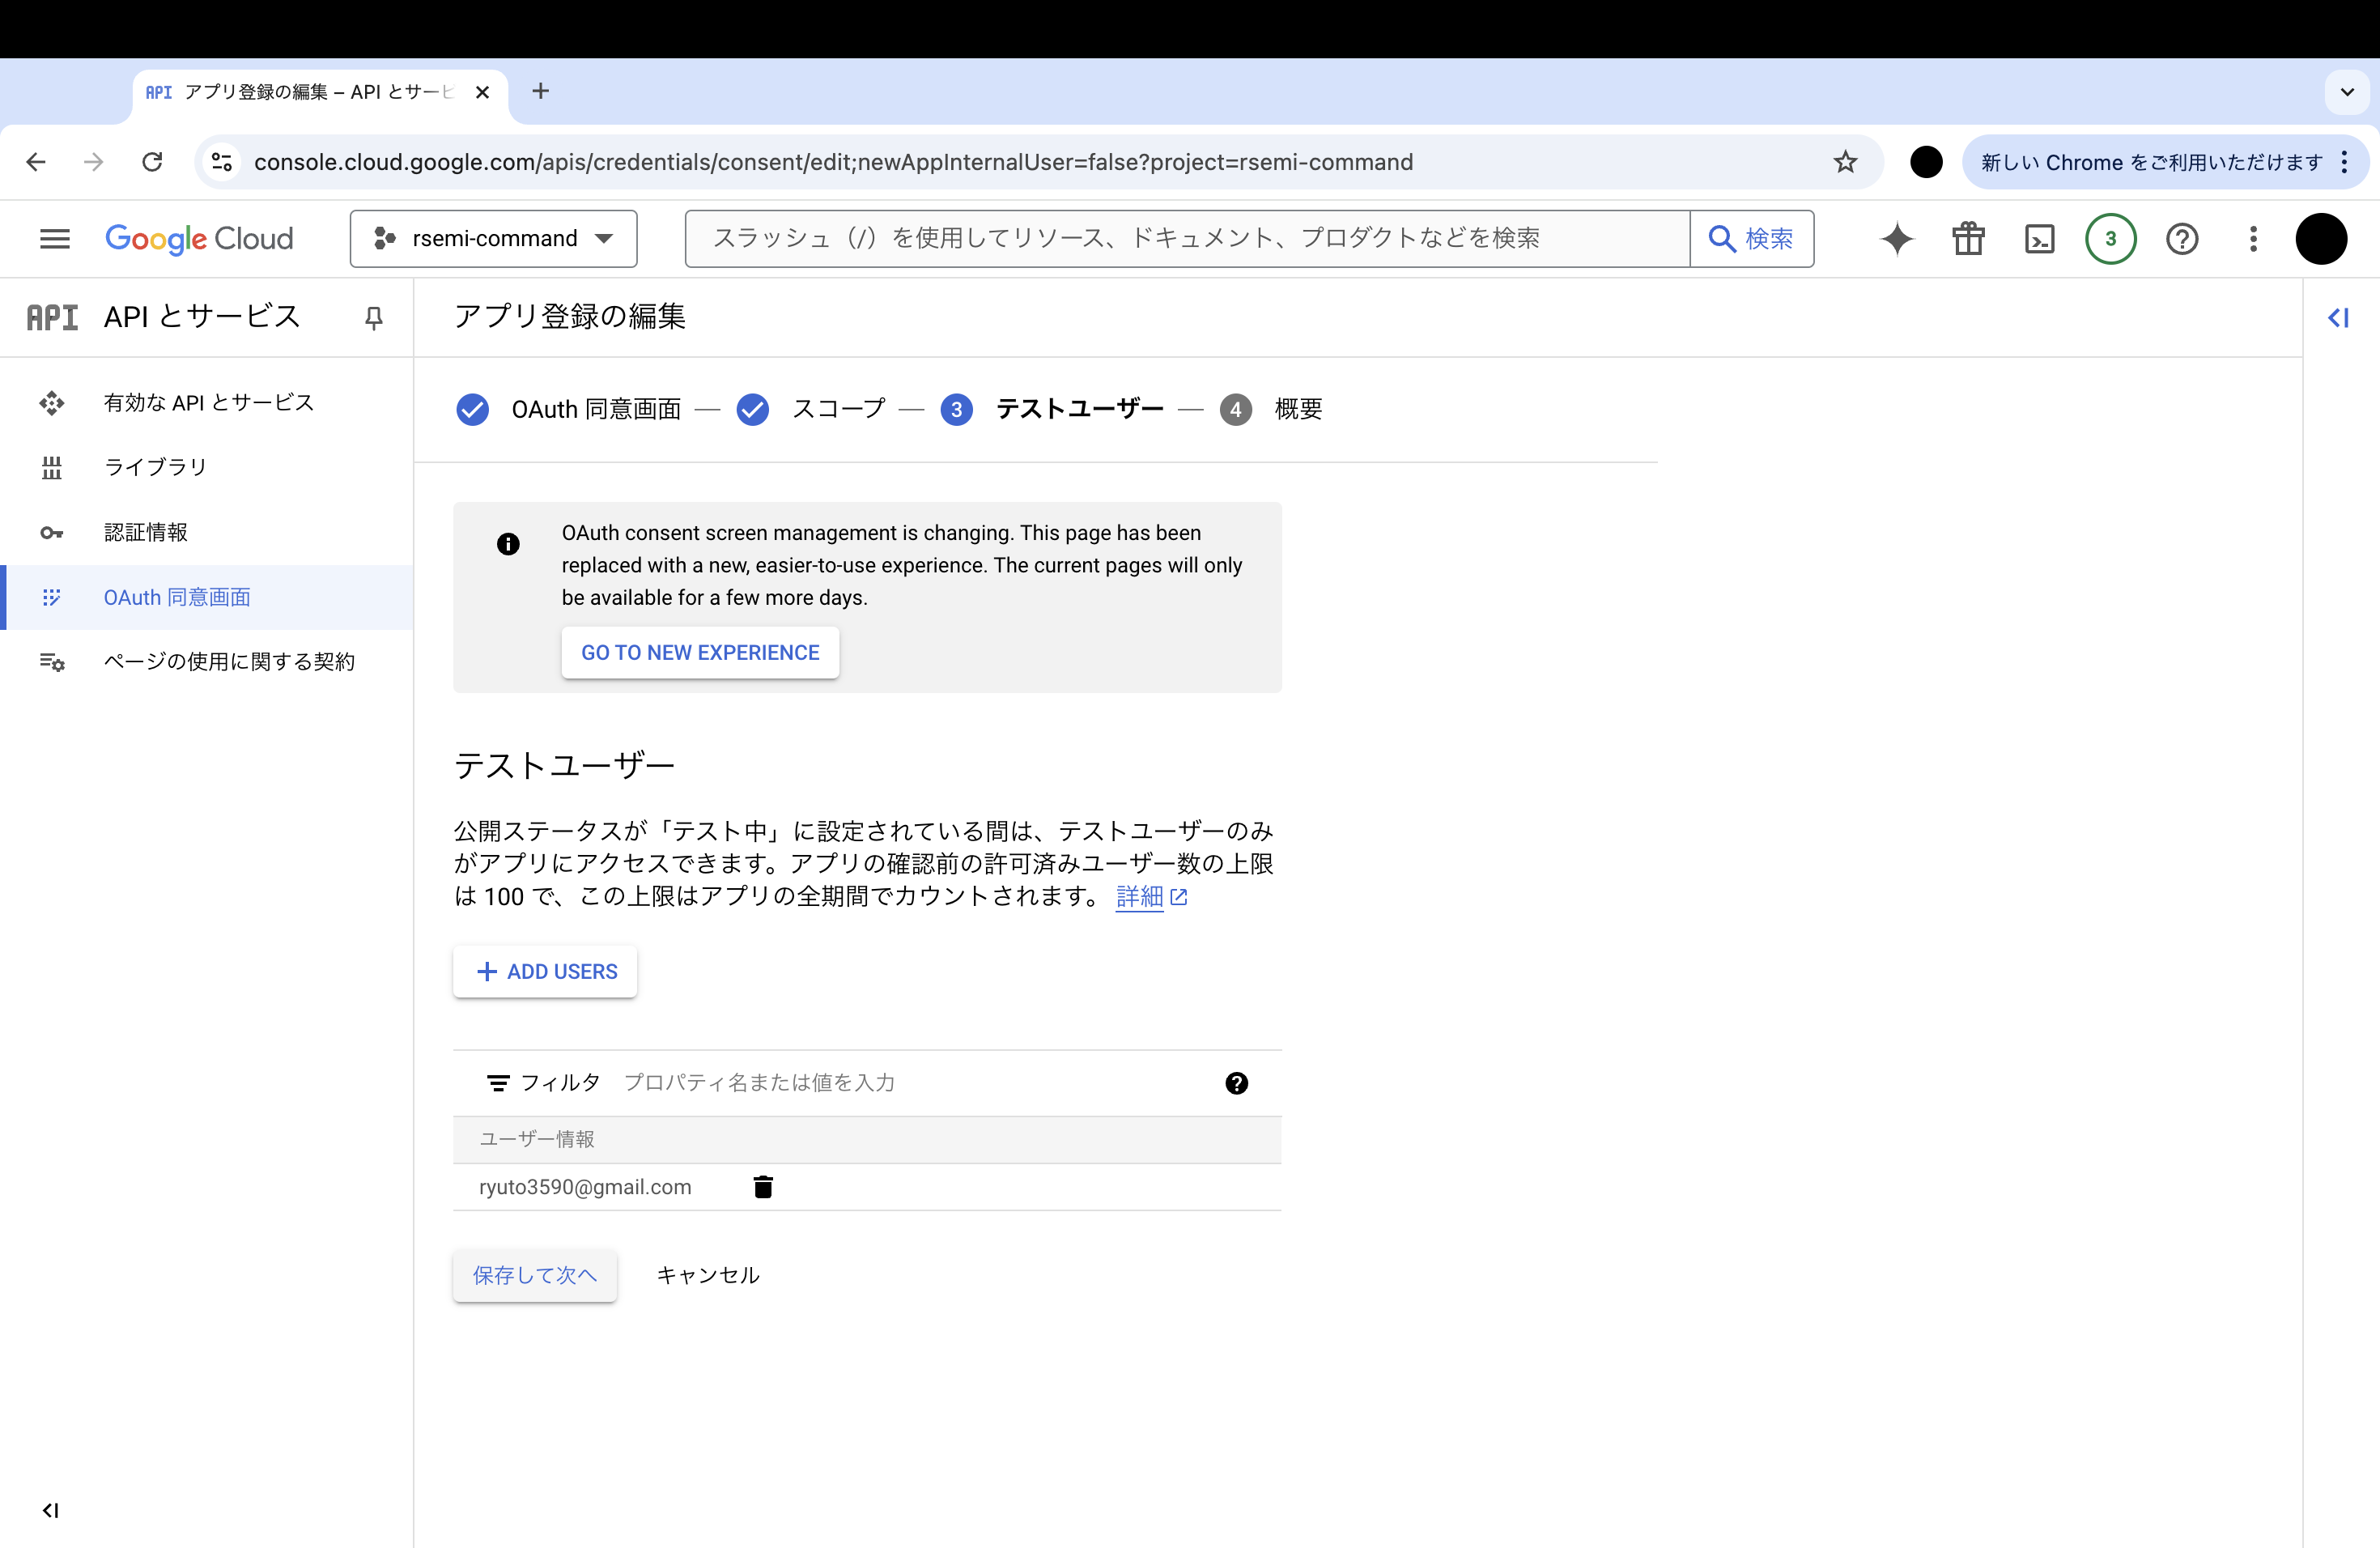 API アプリ登録の編集 – API とサービ
console.cloud.google.com/apis/credentials/consent/edit;newAppInternalUser=false?project=rsemi-command
新しい Chrome をご利用いただけます
Google Cloud
rsemi-command
スラッシュ（/）を使用してリソース、ドキュメント、プロダクトなどを検索
検索
3
API API とサービス
アプリ登録の編集
有効な API とサービス
ライブラリ
認証情報
OAuth 同意画面
ページの使用に関する契約
OAuth 同意画面 — スコープ — 3 テストユーザー — 4 概要
OAuth consent screen management is changing. This page has been
replaced with a new, easier-to-use experience. The current pages will only
be available for a few more days.
GO TO NEW EXPERIENCE
テストユーザー
公開ステータスが「テスト中」に設定されている間は、テストユーザーのみ
がアプリにアクセスできます。アプリの確認前の許可済みユーザー数の上限
は 100 で、この上限はアプリの全期間でカウントされます。 詳細
ADD USERS
フィルタ プロパティ名または値を入力
ユーザー情報
ryuto3590@gmail.com
保存して次へ キャンセル